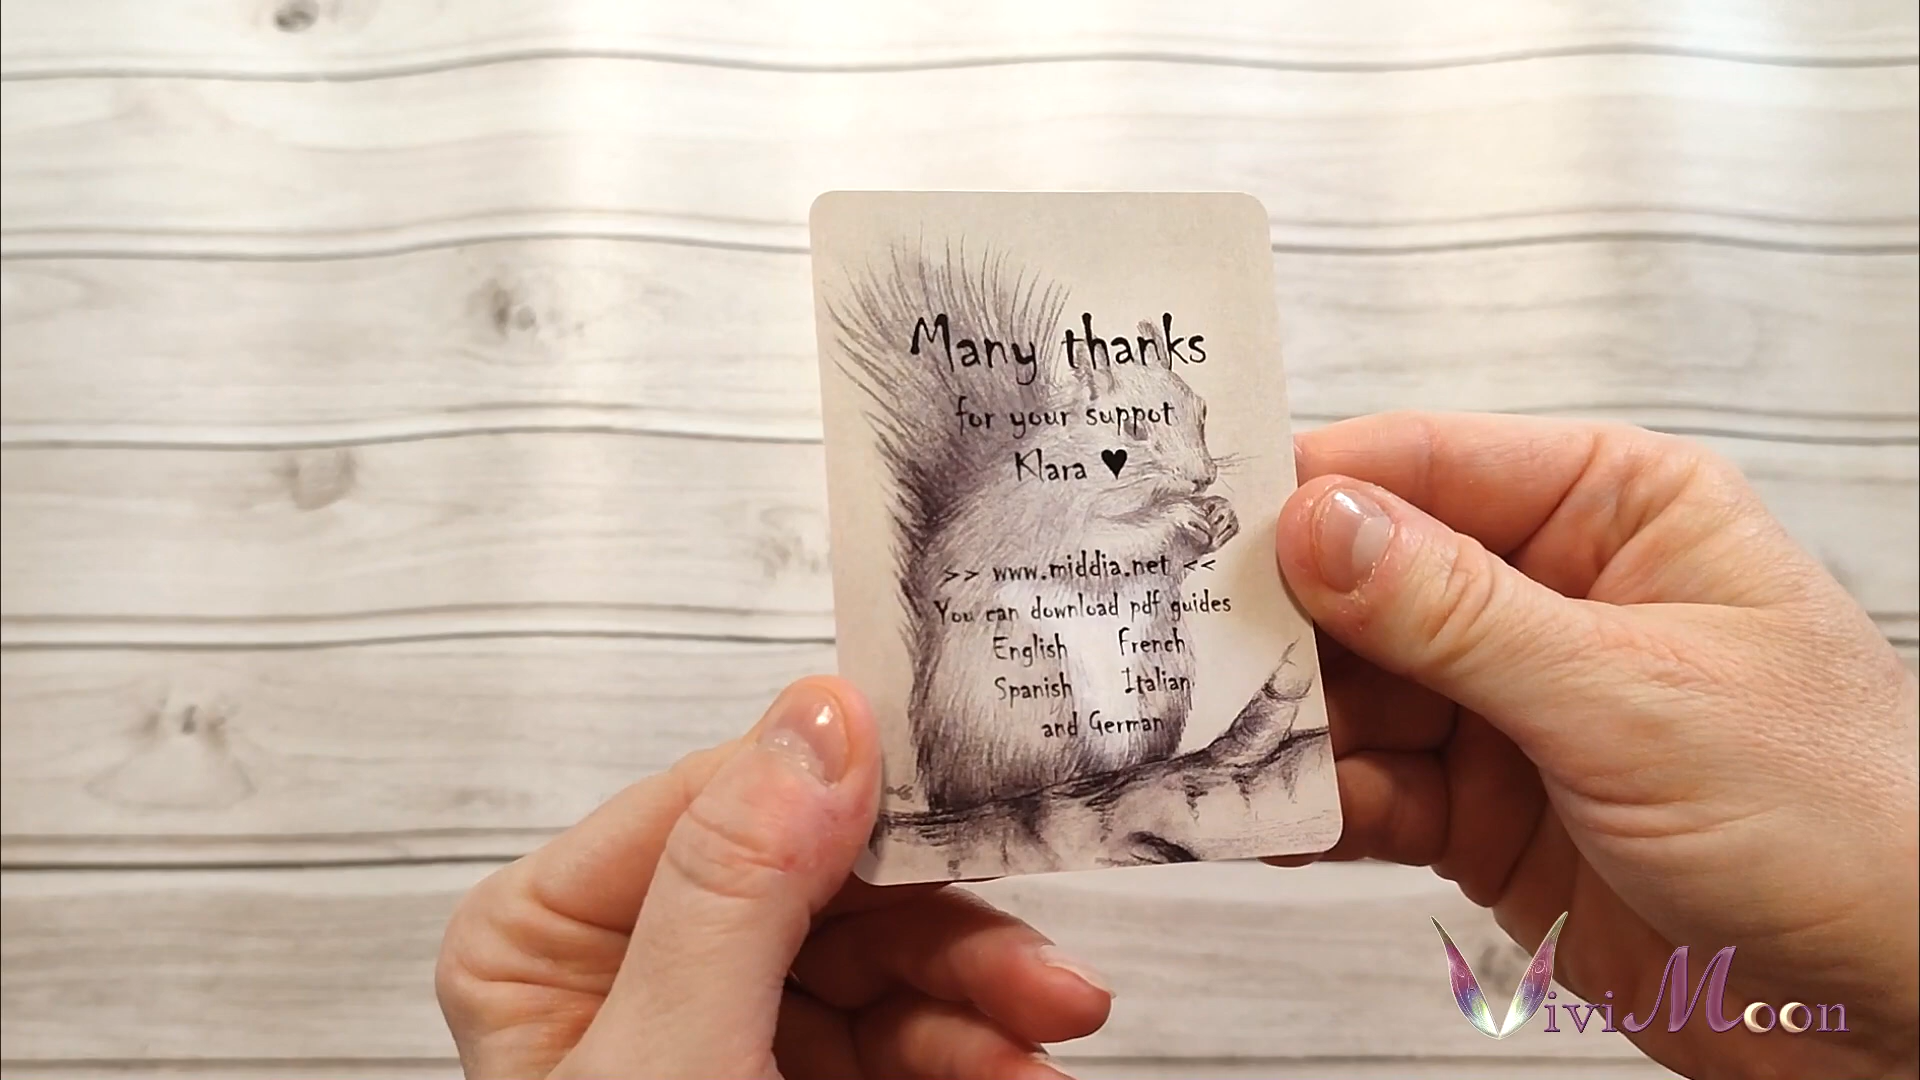 Many thanks
for your suppot
Klara ♥
>> www.middia.net <<
You can download pdf guides
English French
Spanish Italian
and German
ViviMoon